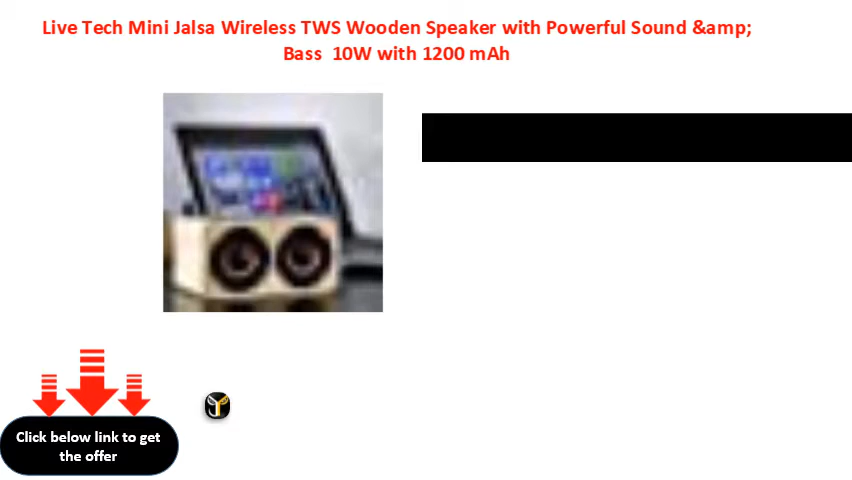 Live Tech Mini Jalsa Wireless TWS Wooden Speaker with Powerful Sound &amp;
Bass  10W with 1200 mAh
Click below link to get
the offer